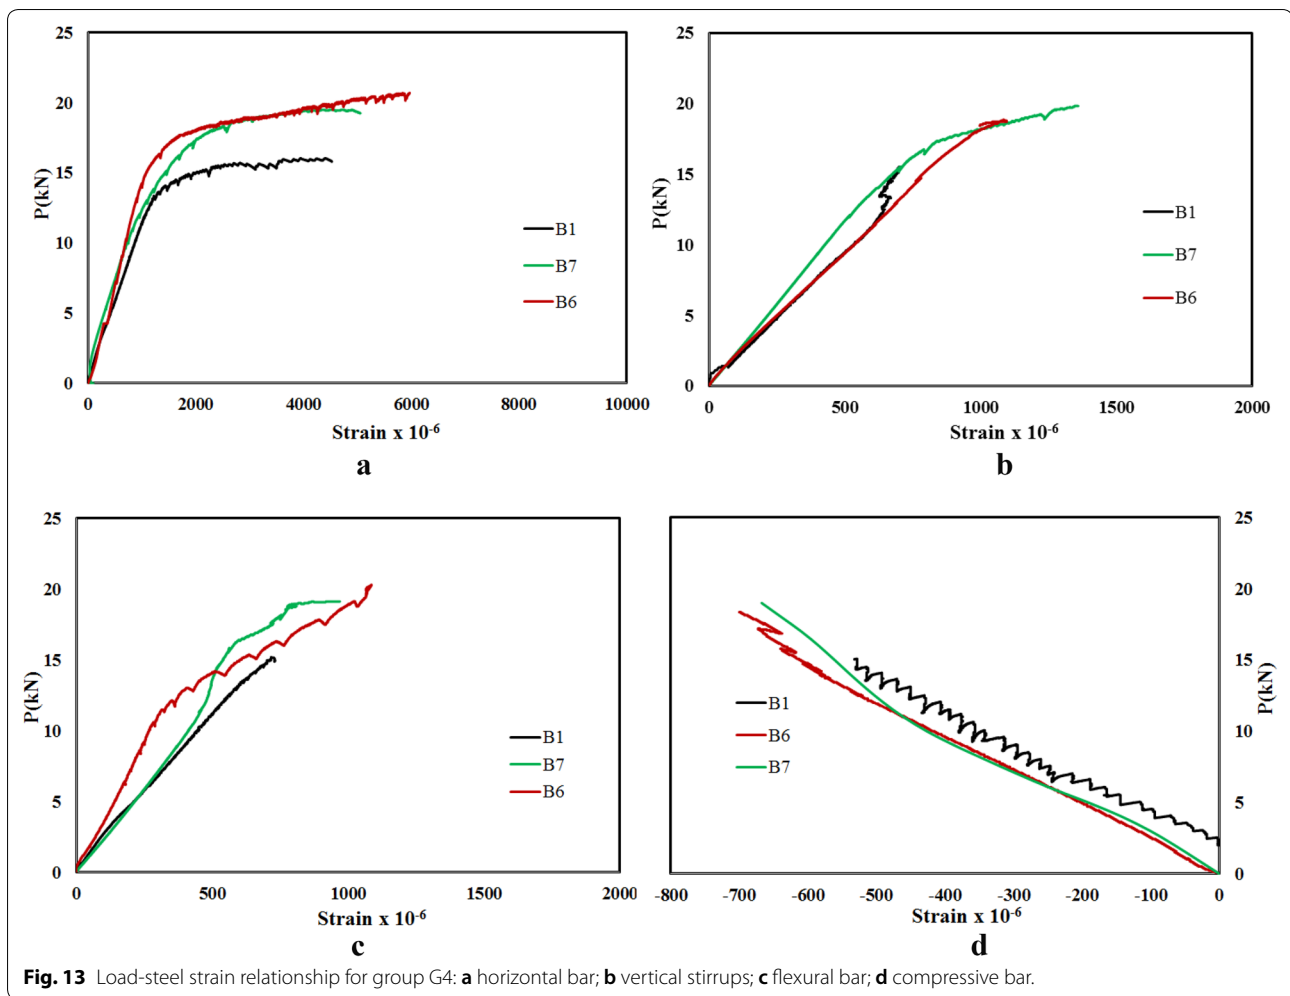 25
20
15
10
5
0
P(kN)
B1
B7
B6
0 2000 4000 6000 8000 10000
Strain x 10-6
a
25
20
15
10
5
0
P(kN)
B1
B7
B6
0 500 1000 1500 2000
Strain x 10-6
b
25
20
15
10
5
0
P(kN)
B1
B7
B6
0 500 1000 1500 2000
Strain x 10-6
c
25
20
15
10
5
0
P(kN)
B1
B6
B7
-800 -700 -600 -500 -400 -300 -200 -100 0
Strain x 10-6
d
Fig. 13 Load-steel strain relationship for group G4: a horizontal bar; b vertical stirrups; c flexural bar; d compressive bar.